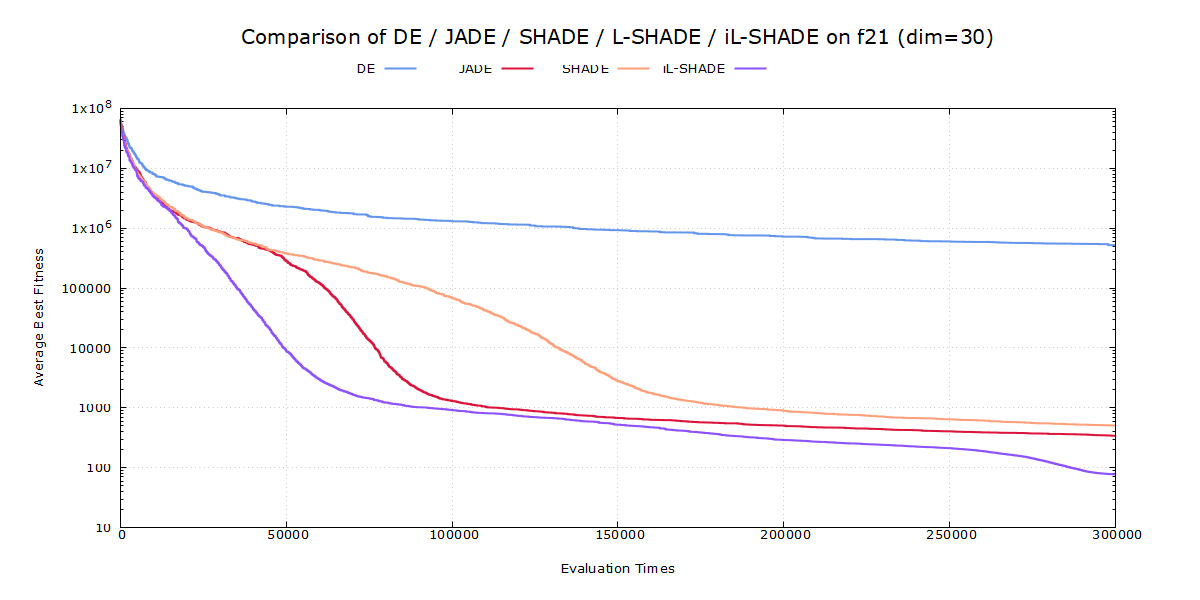 Comparison of DE / JADE / SHADE / L-SHADE / iL-SHADE on f21 (dim=30)
DE JADE SHADE iL-SHADE
1x10^8
1x10^7
1x10^6
100000
10000
1000
100
10
Average Best Fitness
0 50000 100000 150000 200000 250000 300000
Evaluation Times